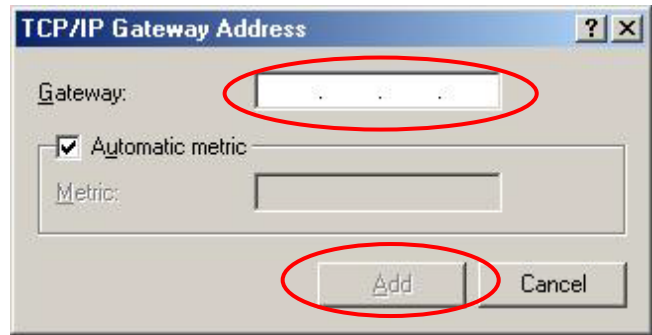 TCP/IP Gateway Address ? ×
Gateway: . . .
Automatic metric
Metric:
Add Cancel